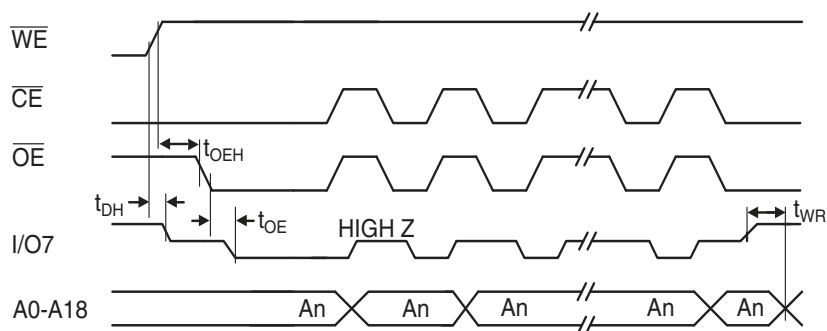 WE
CE
OE
tOEH
tDH
tOE
HIGH Z
tWR
I/O7
A0-A18
An An An An An